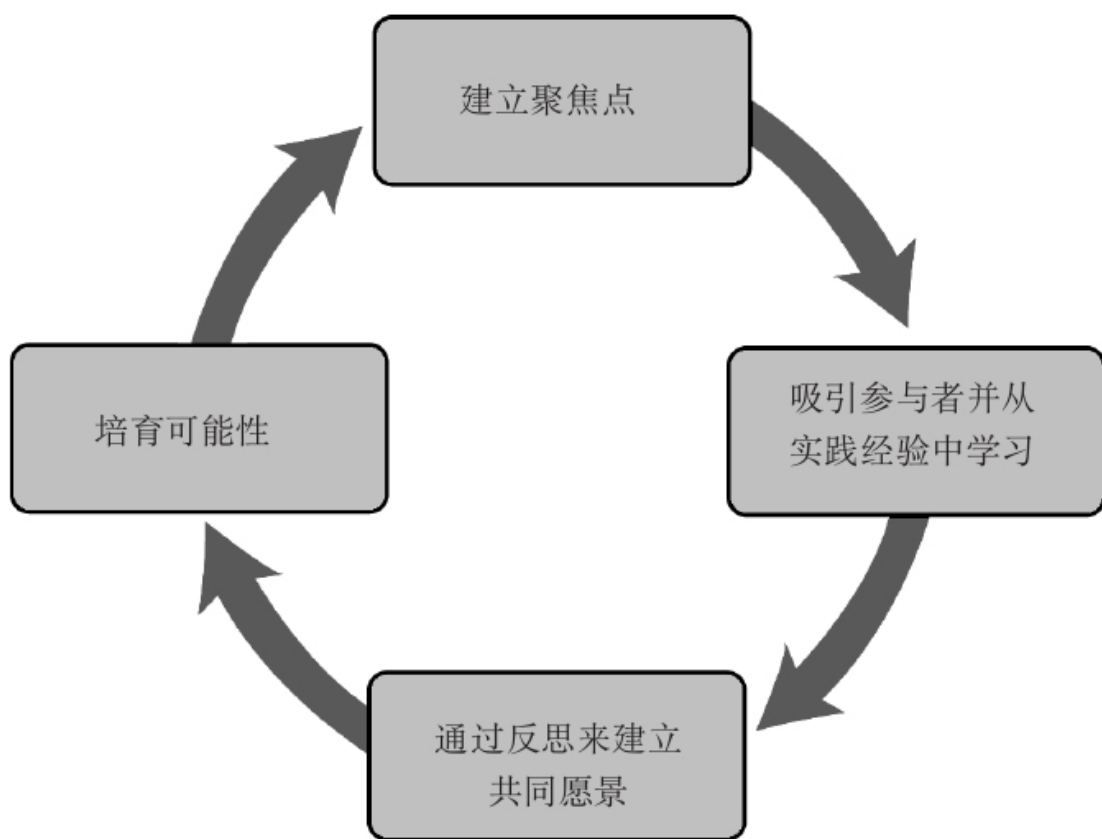 建立聚焦点
吸引参与者并从
实践经验中学习
通过反思来建立
共同愿景
培育可能性